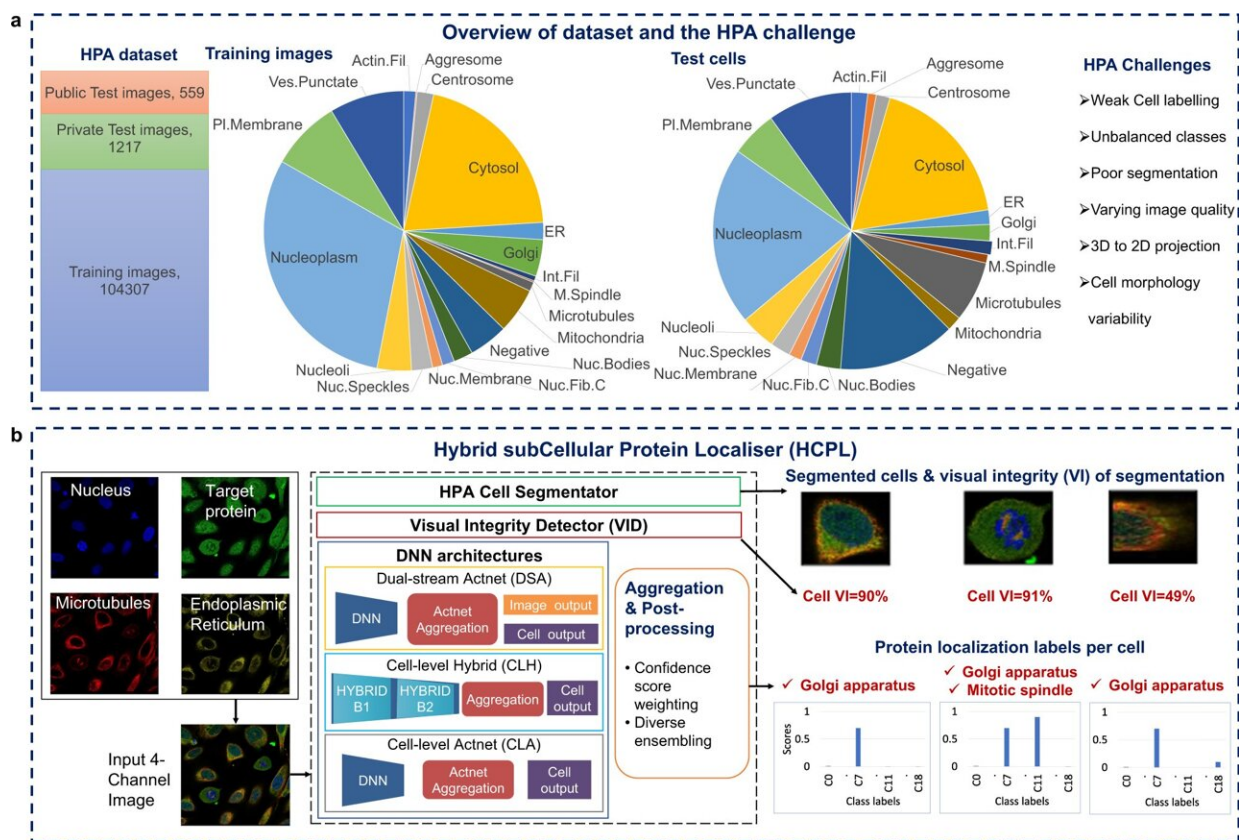 a
Overview of dataset and the HPA challenge
HPA dataset
Public Test images, 559
Private Test images,
1217
Training images,
104307
Training images
Actin.Fil
Aggresome
Centrosome
Cytosol
ER
Golgi
Int.Fil
M.Spindle
Microtubules
Mitochondria
Negative
Nuc.Bodies
Nuc.Fib.C
Nuc.Membrane
Nuc.Speckles
Nucleoli
Nucleoplasm
Pl.Membrane
Ves.Punctate
Test cells
Actin.Fil
Aggresome
Centrosome
Cytosol
ER
Golgi
Int.Fil
M.Spindle
Microtubules
Mitochondria
Negative
Nuc.Bodies
Nuc.Fib.C
Nuc.Membrane
Nuc.Speckles
Nucleoli
Nucleoplasm
Pl.Membrane
Ves.Punctate
HPA Challenges
➢Weak Cell labelling
➢Unbalanced classes
➢Poor segmentation
➢Varying image quality
➢3D to 2D projection
➢Cell morphology
variability
b
Hybrid subCellular Protein Localiser (HCPL)
Nucleus
Target
protein
Microtubules
Endoplasmic
Reticulum
Input 4-
Channel
Image
HPA Cell Segmentator
Visual Integrity Detector (VID)
DNN architectures
Dual-stream Actnet (DSA)
DNN
Actnet
Aggregation
Image output
Cell output
Cell-level Hybrid (CLH)
HYBRID
B1
HYBRID
B2
Aggregation
Cell
output
Cell-level Actnet (CLA)
DNN
Actnet
Aggregation
Cell
output
Aggregation
& Post-
processing
• Confidence
score
weighting
• Diverse
ensembling
Segmented cells & visual integrity (VI) of segmentation
Cell VI=90%
Cell VI=91%
Cell VI=49%
Protein localization labels per cell
✓ Golgi apparatus
✓ Golgi apparatus
✓ Mitotic spindle
✓ Golgi apparatus
Scores
1
0.5
0
C0
C7
C11
C18
Class labels
1
0.5
0
C0
C7
C11
C18
Class labels
1
0.5
0
C0
C7
C11
C18
Class labels